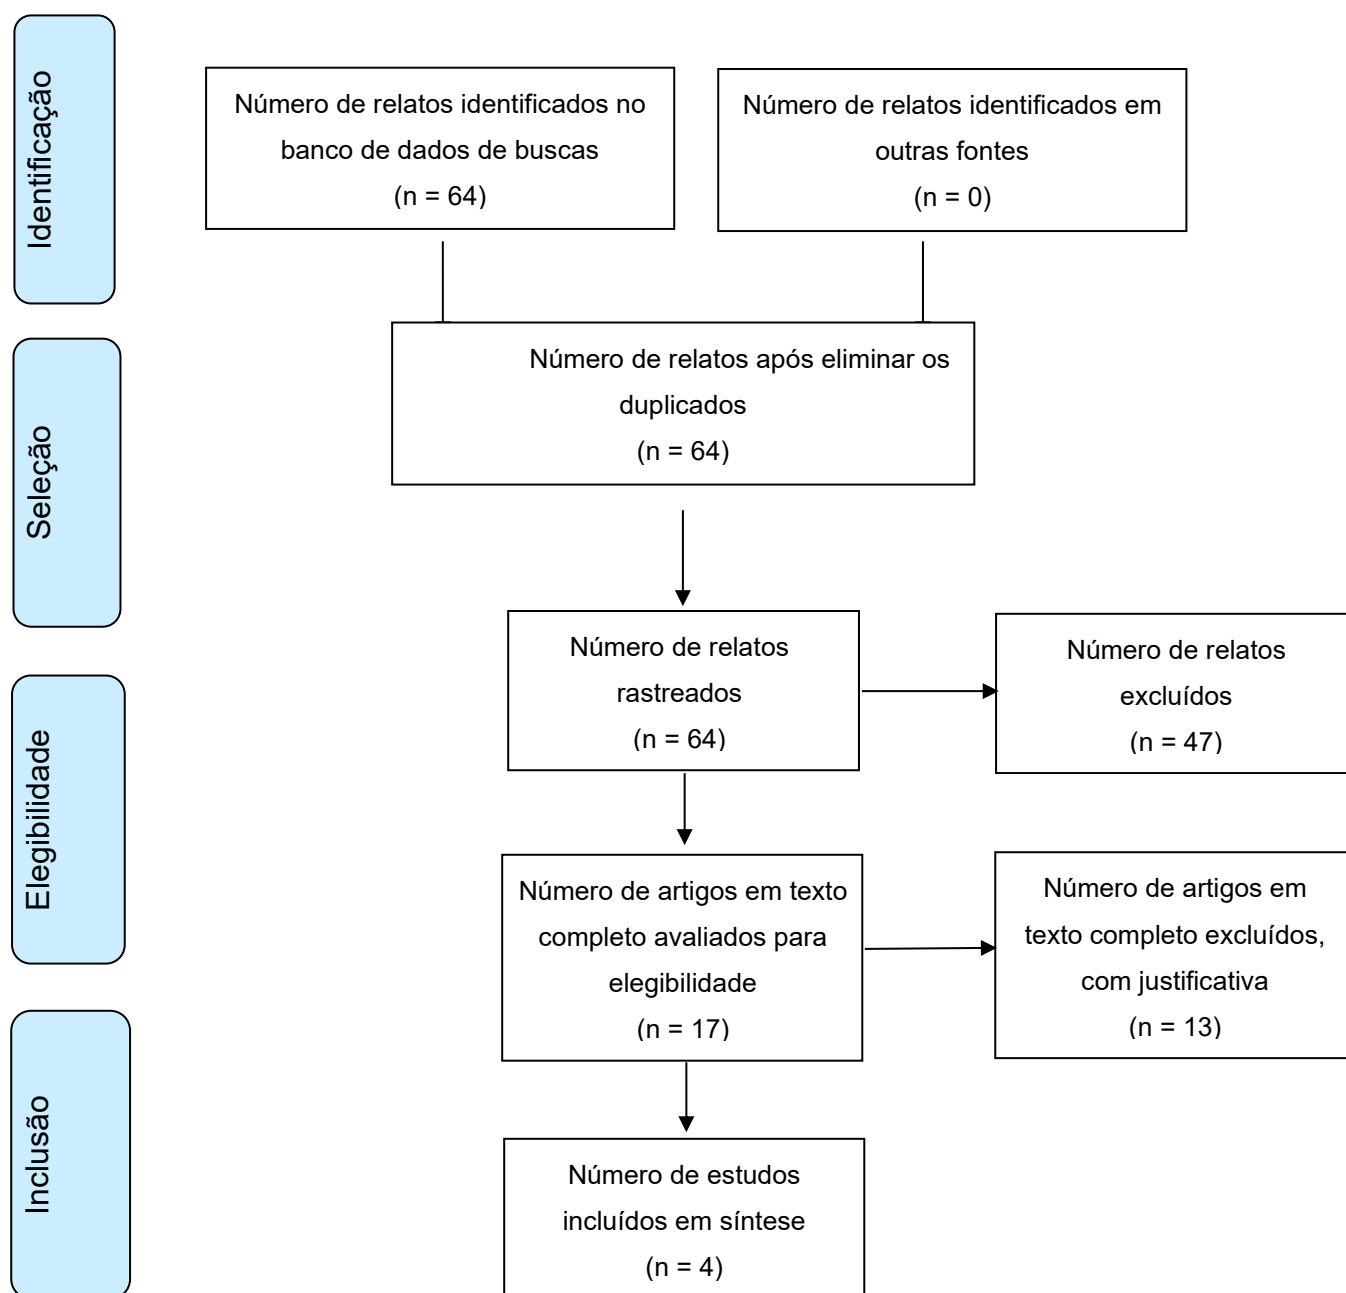 Identificação
Número de relatos identificados no
banco de dados de buscas
(n = 64)
Número de relatos identificados em
outras fontes
(n = 0)
Seleção
Número de relatos após eliminar os
duplicados
(n = 64)
Número de relatos
rastreados
(n = 64)
Número de relatos
excluídos
(n = 47)
Elegibilidade
Número de artigos em texto
completo avaliados para
elegibilidade
(n = 17)
Número de artigos em
texto completo excluídos,
com justificativa
(n = 13)
Inclusão
Número de estudos
incluídos em síntese
(n = 4)